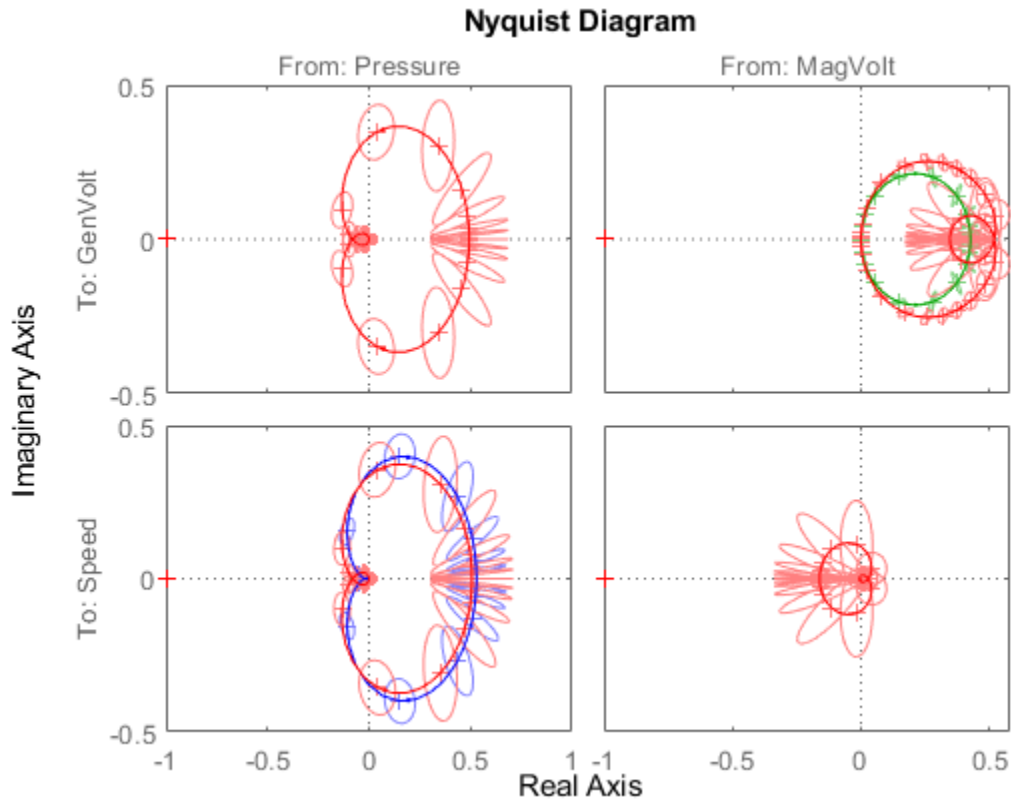 Nyquist Diagram
From: Pressure
From: MagVolt
Imaginary Axis
To: GenVolt
0.5
0
-0.5
To: Speed
0.5
0
-0.5
-1
-0.5
0
0.5
1
-1
-0.5
0
0.5
Real Axis